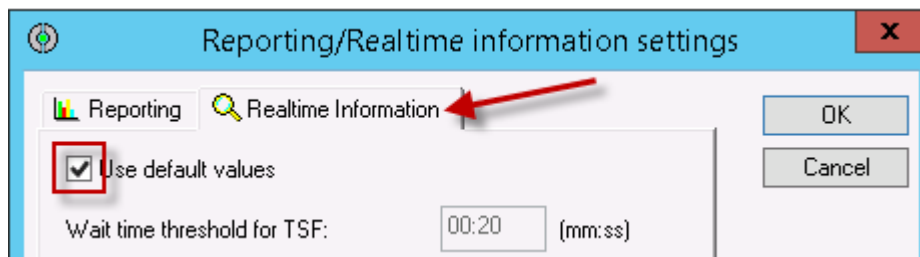 Reporting/Realtime information settings
x
Reporting Realtime Information
OK
Use default values
Cancel
Wait time threshold for TSF: 00:20 (mm:ss)